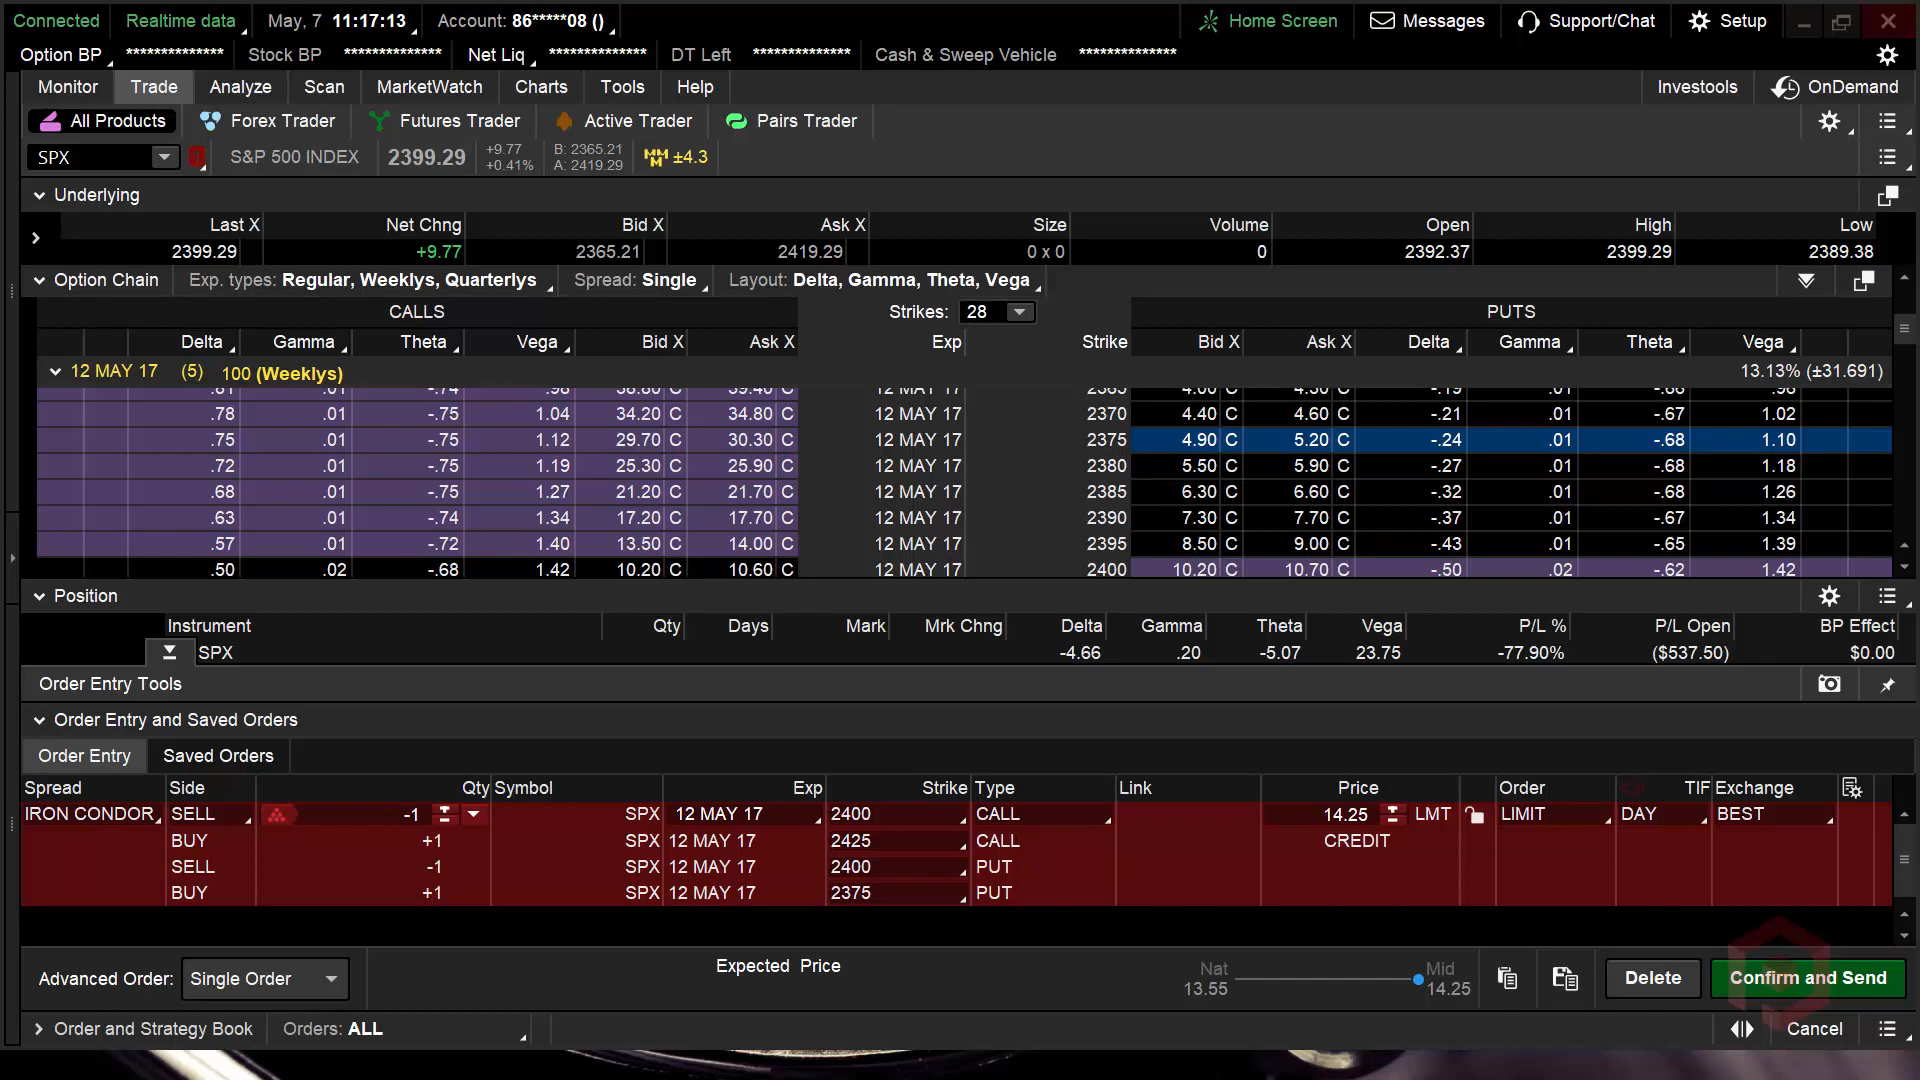 Connected Realtime data May, 7 11:17:13 Account: 86*****08 () Home Screen Messages Support/Chat Setup
Option BP ************** Stock BP ************** Net Liq ************** DT Left ************** Cash & Sweep Vehicle **************
Monitor Trade Analyze Scan MarketWatch Charts Tools Help Investools OnDemand
All Products Forex Trader Futures Trader Active Trader Pairs Trader
SPX S&P 500 INDEX 2399.29 +9.77 +0.41% B: 2365.21 A: 2419.29 ±4.3
Underlying
Last X Net Chng Bid X Ask X Size Volume Open High Low
2399.29 +9.77 2365.21 2419.29 0 x 0 0 2392.37 2399.29 2389.38
Option Chain Exp. types: Regular, Weeklys, Quarterlys Spread: Single Layout: Delta, Gamma, Theta, Vega
CALLS Strikes: 28 PUTS
Delta Gamma Theta Vega Bid X Ask X Exp Strike Bid X Ask X Delta Gamma Theta Vega
12 MAY 17 (5) 100 (Weeklys) 13.13% (±31.691)
.81 .01 -.74 .98 38.80 39.40 C 12 MAY 17 2365 4.00 C 4.30 C -.19 .01 -.66 .98
.78 .01 -.75 1.04 34.20 C 34.80 C 12 MAY 17 2370 4.40 C 4.60 C -.21 .01 -.67 1.02
.75 .01 -.75 1.12 29.70 C 30.30 C 12 MAY 17 2375 4.90 C 5.20 C -.24 .01 -.68 1.10
.72 .01 -.75 1.19 25.30 C 25.90 C 12 MAY 17 2380 5.50 C 5.90 C -.27 .01 -.68 1.18
.68 .01 -.75 1.27 21.20 C 21.70 C 12 MAY 17 2385 6.30 C 6.60 C -.32 .01 -.68 1.26
.63 .01 -.74 1.34 17.20 C 17.70 C 12 MAY 17 2390 7.30 C 7.70 C -.37 .01 -.67 1.34
.57 .01 -.72 1.40 13.50 C 14.00 C 12 MAY 17 2395 8.50 C 9.00 C -.43 .01 -.65 1.39
.50 .02 -.68 1.42 10.20 C 10.60 C 12 MAY 17 2400 10.20 C 10.70 C -.50 .02 -.62 1.42
Position
Instrument Qty Days Mark Mrk Chng Delta Gamma Theta Vega P/L % P/L Open BP Effect
SPX -4.66 .20 -5.07 23.75 -77.90% ($537.50) $0.00
Order Entry Tools
Order Entry and Saved Orders
Order Entry Saved Orders
Spread Side Qty Symbol Exp Strike Type Link Price Order TIF Exchange
IRON CONDOR SELL -1 SPX 12 MAY 17 2400 CALL 14.25 LMT LIMIT DAY BEST
BUY +1 SPX 12 MAY 17 2425 CALL CREDIT
SELL -1 SPX 12 MAY 17 2400 PUT
BUY +1 SPX 12 MAY 17 2375 PUT
Advanced Order: Single Order Expected Price Nat 13.55 Mid 14.25 Delete Confirm and Send
Order and Strategy Book Orders: ALL Cancel